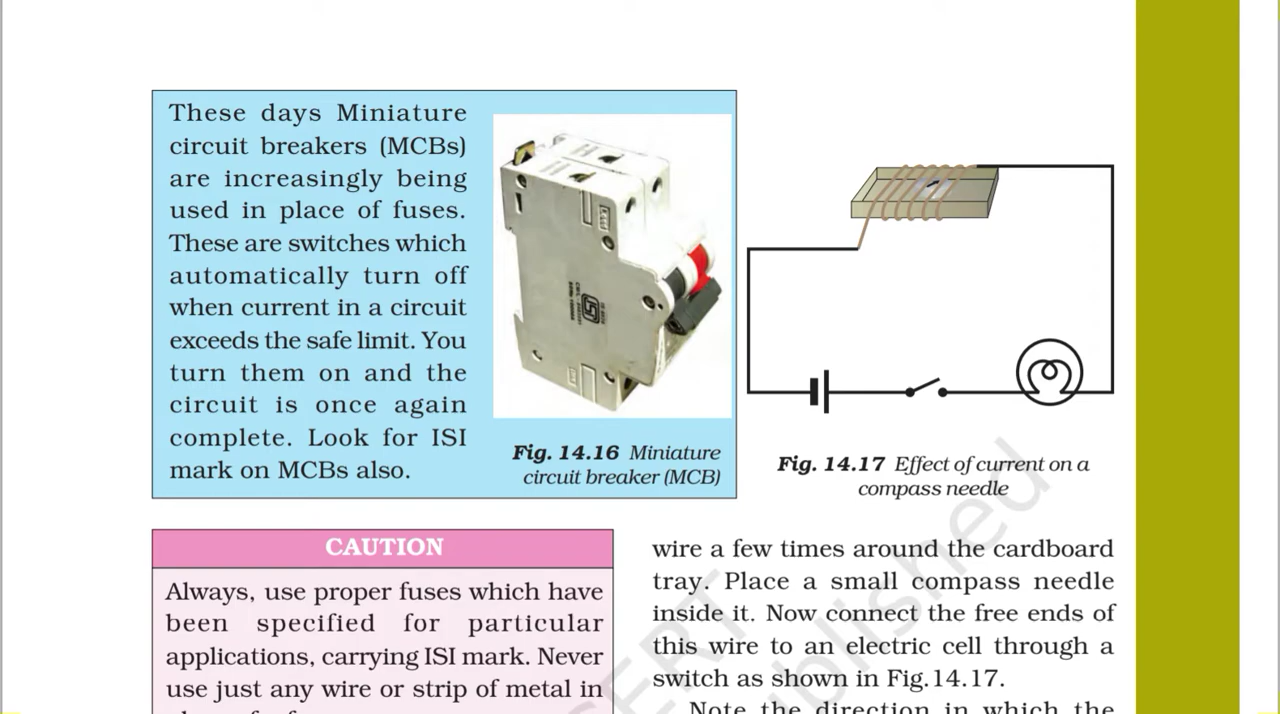 These days Miniature
circuit breakers (MCBs)
are increasingly being
used in place of fuses.
These are switches which
automatically turn off
when current in a circuit
exceeds the safe limit. You
turn them on and the
circuit is once again
complete. Look for ISI
mark on MCBs also.
Fig. 14.16 Miniature
circuit breaker (MCB)
Fig. 14.17 Effect of current on a
compass needle
CAUTION
Always, use proper fuses which have
been specified for particular
applications, carrying ISI mark. Never
use just any wire or strip of metal in
wire a few times around the cardboard
tray. Place a small compass needle
inside it. Now connect the free ends of
this wire to an electric cell through a
switch as shown in Fig.14.17.
Note the direction in which the